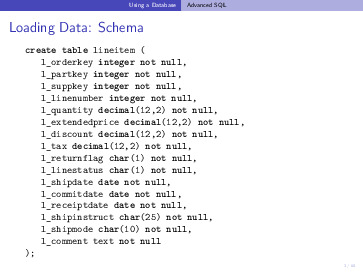 Using a Database
Advanced SQL
Loading Data: Schema
create table lineitem (
l_orderkey integer not null,
l_partkey integer not null,
l_suppkey integer not null,
l_linenumber integer not null,
l_quantity decimal(12,2) not null,
l_extendedprice decimal(12,2) not null,
l_discount decimal(12,2) not null,
l_tax decimal(12,2) not null,
l_returnflag char(1) not null,
l_linestatus char(1) not null,
l_shipdate date not null,
l_commitdate date not null,
l_receiptdate date not null,
l_shipinstruct char(25) not null,
l_shipmode char(10) not null,
l_comment text not null
);